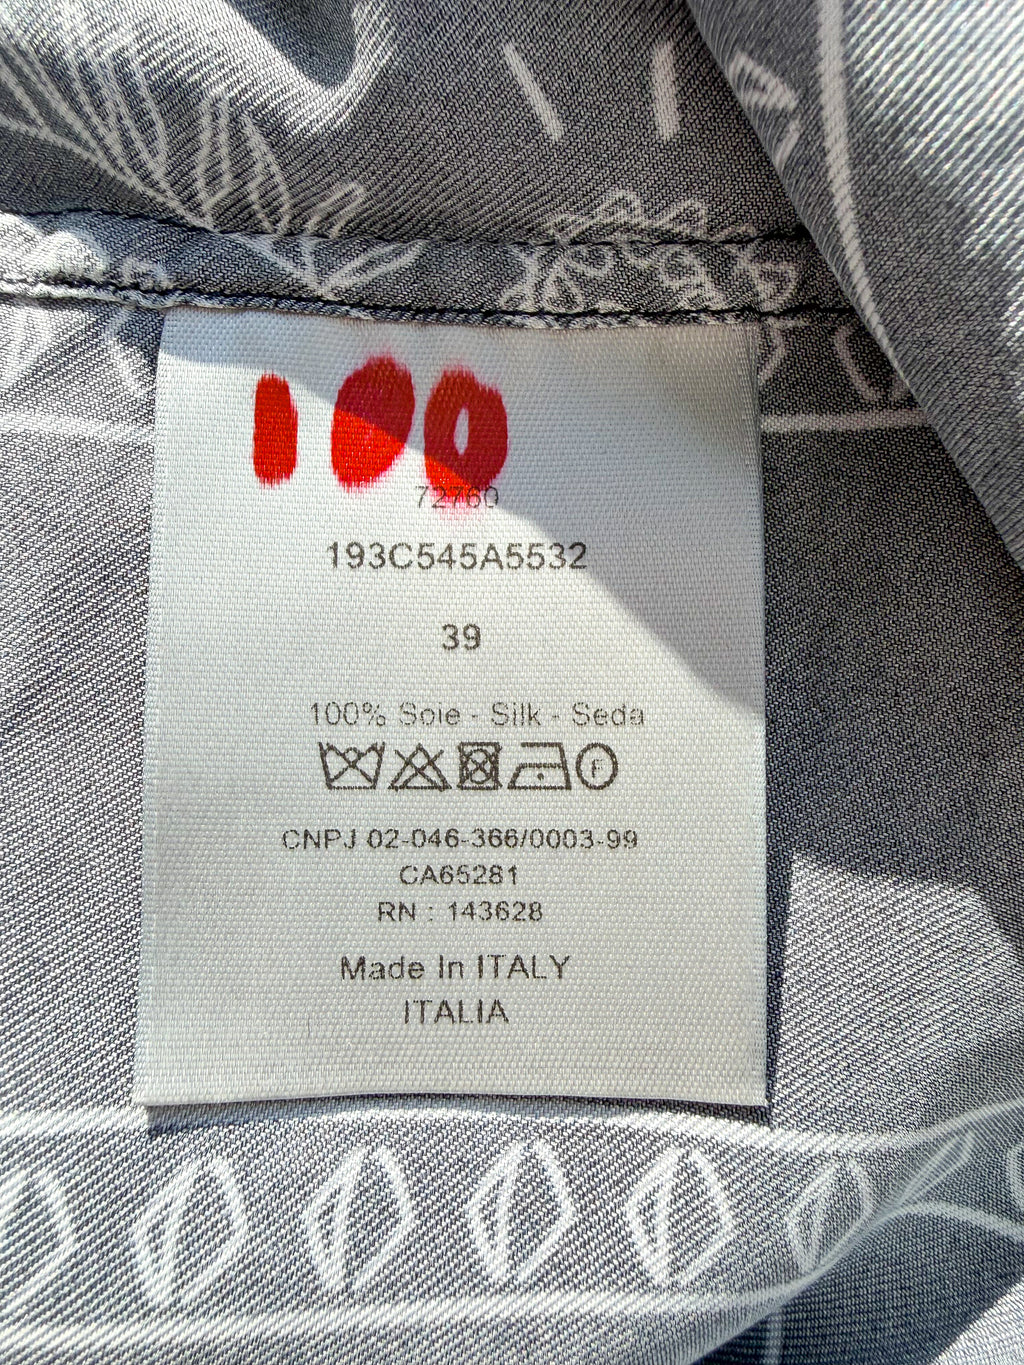 100
72760
193C545A5532
39
100% Soie - Silk - Seda
F
CNPJ 02-046-366/0003-99
CA65281
RN : 143628
Made In ITALY
ITALIA